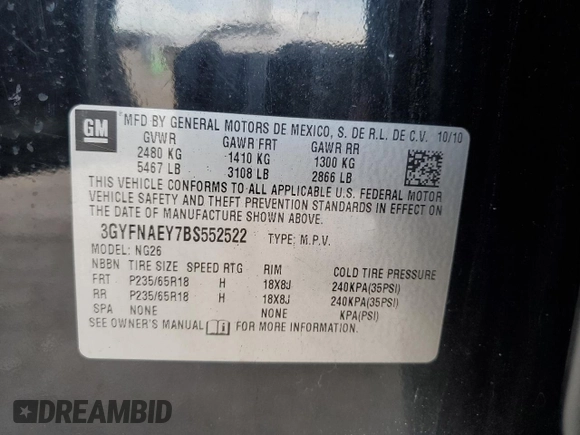 GM
MFD BY GENERAL MOTORS DE MEXICO, S. DE R.L. DE C.V. 10/10
GVWR GAWR FRT GAWR RR
2480 KG 1410 KG 1300 KG
5467 LB 3108 LB 2866 LB
THIS VEHICLE CONFORMS TO ALL APPLICABLE U.S. FEDERAL MOTOR
VEHICLE SAFETY AND THEFT PREVENTION STANDARDS IN EFFECT ON
THE DATE OF MANUFACTURE SHOWN ABOVE.
3GYFNAEY7BS552522 TYPE: M.P.V.
MODEL: NG26
NBBN TIRE SIZE SPEED RTG RIM COLD TIRE PRESSURE
FRT P235/65R18 H 18X8J 240KPA(35PSI)
RR P235/65R18 H 18X8J 240KPA(35PSI)
SPA NONE NONE KPA(PSI)
SEE OWNER'S MANUAL FOR MORE INFORMATION.
DREAMBID